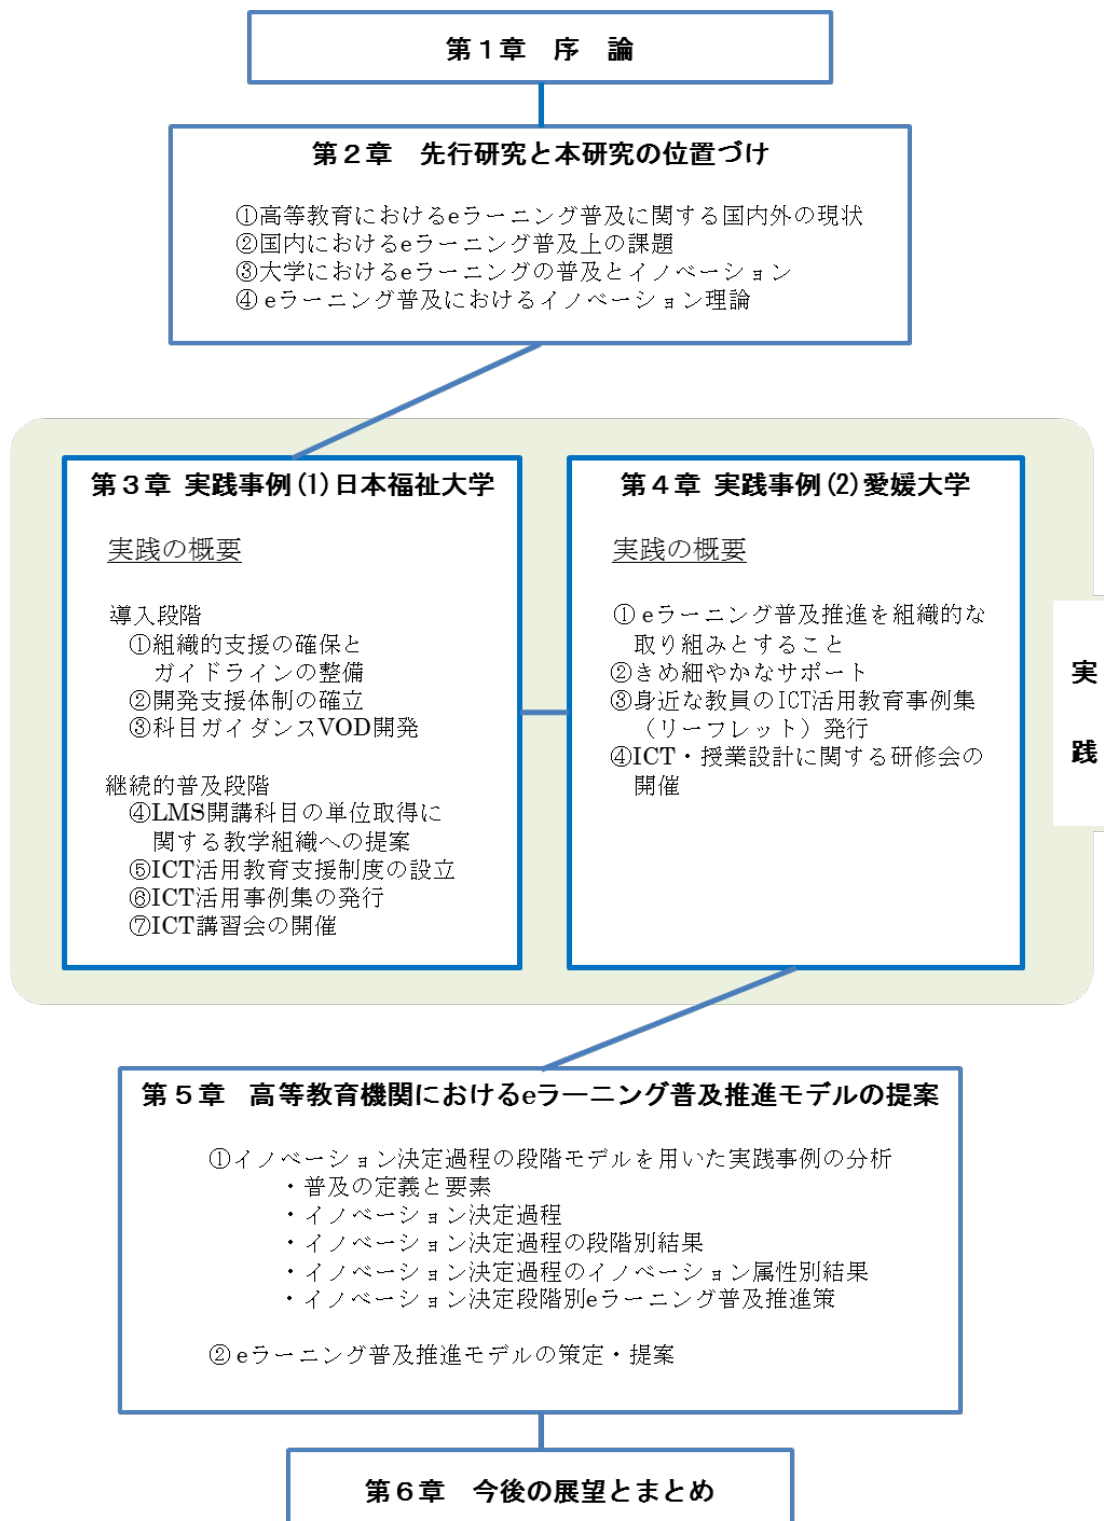 第１章　序　論
第２章　先行研究と本研究の位置づけ
①高等教育におけるeラーニング普及に関する国内外の現状
②国内におけるeラーニング普及上の課題
③大学におけるeラーニングの普及とイノベーション
④ eラーニング普及におけるイノベーション理論
第３章 実践事例(1)日本福祉大学
実践の概要
導入段階
①組織的支援の確保と
ガイドラインの整備
②開発支援体制の確立
③科目ガイダンスVOD開発
継続的普及段階
④LMS開講科目の単位取得に
関する教学組織への提案
⑤ICT活用教育支援制度の設立
⑥ICT活用事例集の発行
⑦ICT講習会の開催
第４章 実践事例(2)愛媛大学
実践の概要
① eラーニング普及推進を組織的な
取り組みとすること
②きめ細やかなサポート
③身近な教員のICT活用教育事例集
（リーフレット）発行
④ICT・授業設計に関する研修会の
開催
実
践
第５章　高等教育機関におけるeラーニング普及推進モデルの提案
①イノベーション決定過程の段階モデルを用いた実践事例の分析
・普及の定義と要素
・イノベーション決定過程
・イノベーション決定過程の段階別結果
・イノベーション決定過程のイノベーション属性別結果
・イノベーション決定段階別eラーニング普及推進策
② eラーニング普及推進モデルの策定・提案
第６章　今後の展望とまとめ